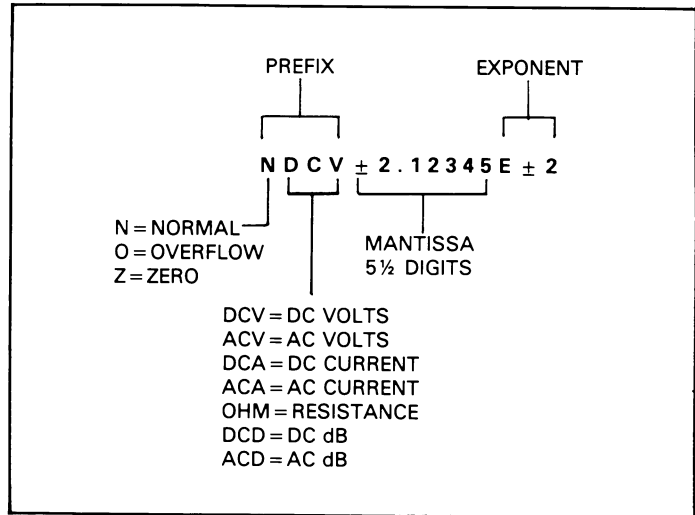 PREFIX EXPONENT
N D C V ± 2 . 1 2 3 4 5 E ± 2
N = NORMAL
O = OVERFLOW
Z = ZERO
MANTISSA
5½ DIGITS
DCV = DC VOLTS
ACV = AC VOLTS
DCA = DC CURRENT
ACA = AC CURRENT
OHM = RESISTANCE
DCD = DC dB
ACD = AC dB